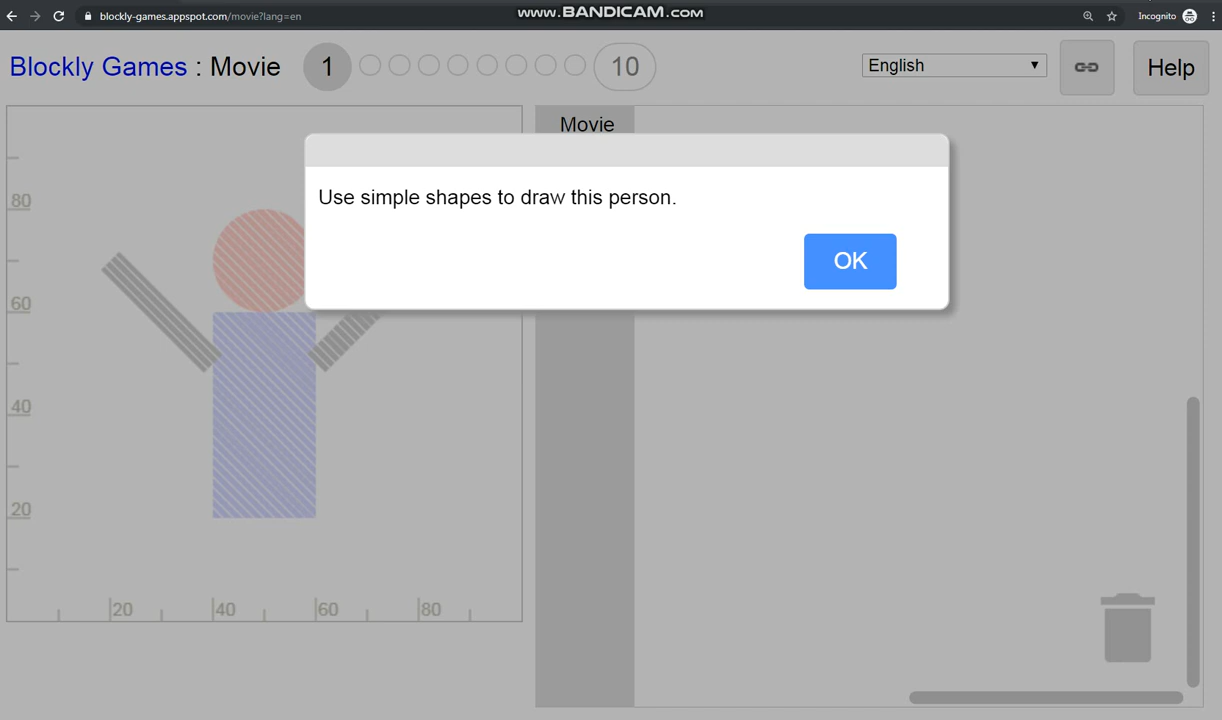 blockly-games.appspot.com/movie?lang=en
www.BANDICAM.com
Incognito
Blockly Games : Movie
1
10
English
Help
Movie
Use simple shapes to draw this person.
OK
80
60
40
20
20
40
60
80